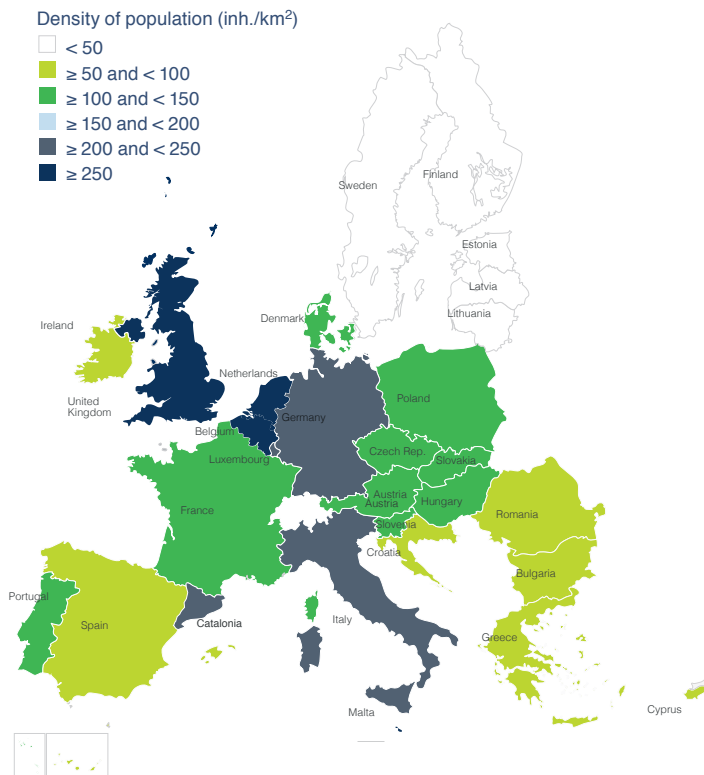 Density of population (inh./km²)
< 50
≥ 50 and < 100
≥ 100 and < 150
≥ 150 and < 200
≥ 200 and < 250
≥ 250
Sweden
Finland
Estonia
Latvia
Lithuania
Denmark
Ireland
United
Kingdom
Netherlands
Belgium
Germany
Luxembourg
Poland
Czech Rep.
Slovakia
Austria
Austria
Hungary
France
Slovenia
Croatia
Romania
Bulgaria
Portugal
Spain
Catalonia
Italy
Greece
Malta
Cyprus